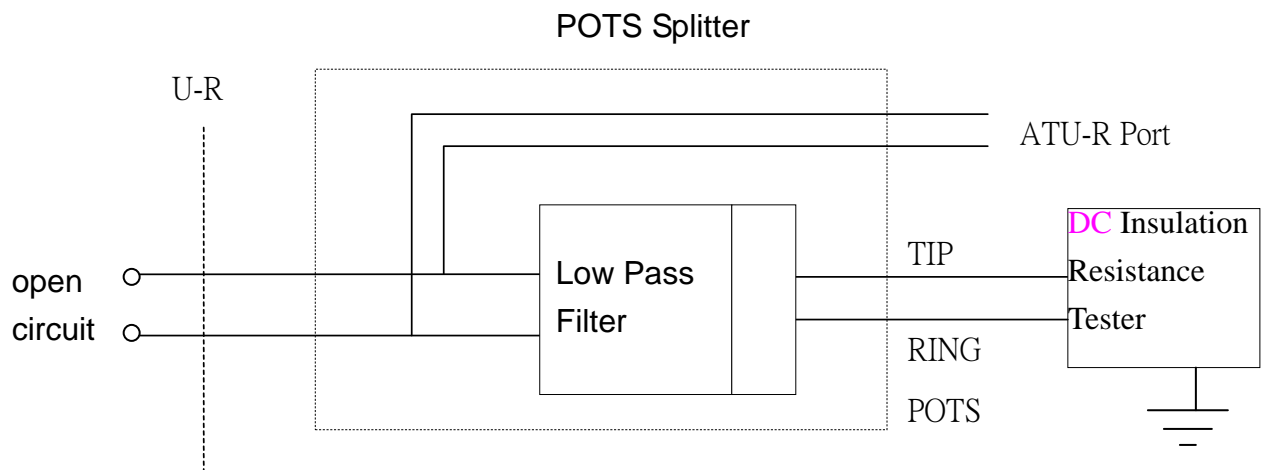 POTS Splitter
U-R
ATU-R Port
open
circuit
Low Pass
Filter
TIP
RING
POTS
DC Insulation
Resistance
Tester